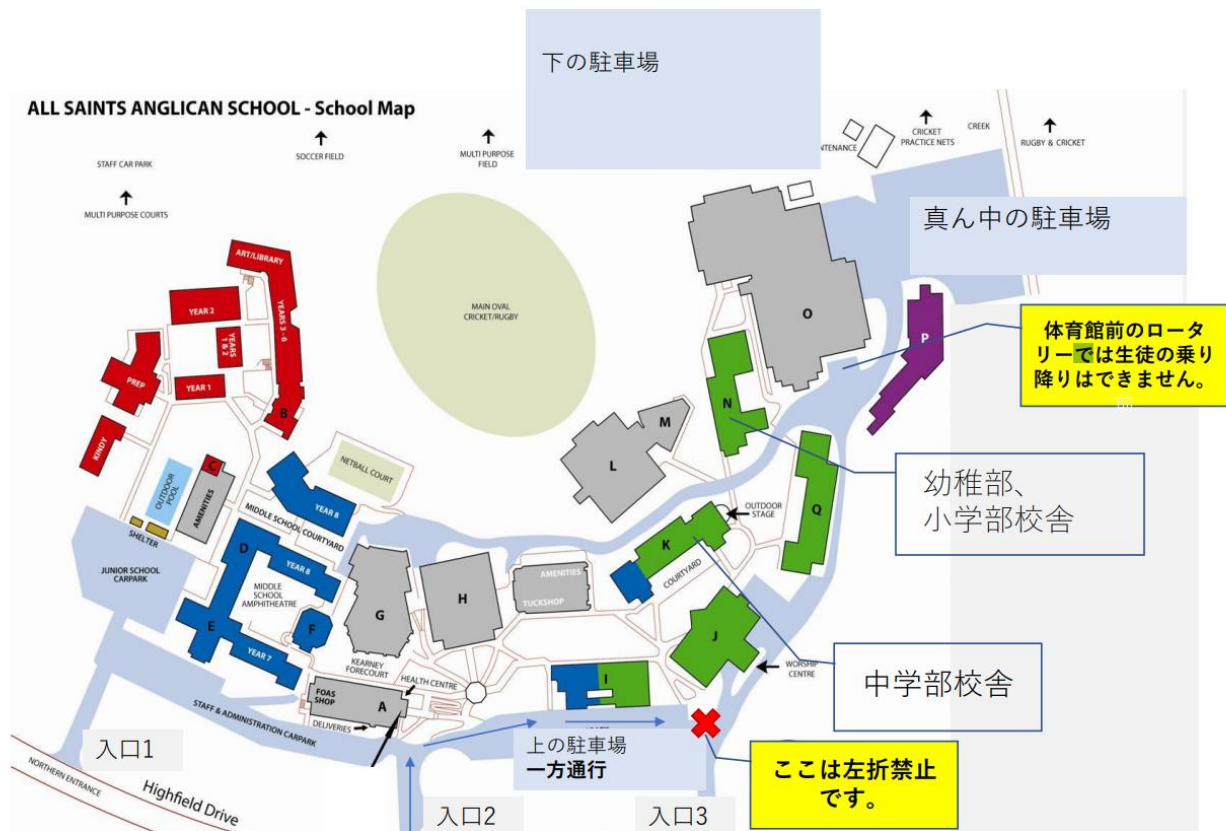 下の駐車場
ALL SAINTS ANGLICAN SCHOOL - School Map
STAFF CAR PARK
SOCCER FIELD
MULTI PURPOSE
FIELD
NTENANCE
CRICKET
PRACTICE NETS
CREEK
RUGBY & CRICKET
MULTI PURPOSE COURTS
真ん中の駐車場
ART/LIBRARY
YEARS 3 - 6
YEAR 2
YEARS
1 & 2
PREP
YEAR 1
B
KINDY
MAIN OVAL
CRICKET/RUGBY
O
P
体育館前のロータ
リーでは生徒の乗り
降りはできません。
前
N
M
L
幼稚部、
小学部校舎
NETBALL COURT
C
OUTDOOR
POOL
AMENITIES
YEAR 8
MIDDLE SCHOOL
COURTYARD
SHELTER
OUTDOOR
STAGE
Q
K
COURTYARD
D
YEAR 8
JUNIOR SCHOOL
CARPARK
MIDDLE
SCHOOL
AMPHITHEATRE
E
F
YEAR 7
G
H
AMENITIES
TUCKSHOP
J
WORSHIP
CENTRE
中学部校舎
KEARNEY
FORECOURT
HEALTH CENTRE
I
FOAS
SHOP
A
DELIVERIES
STAFF & ADMINISTRATION CARPARK
上の駐車場
一方通行
ここは左折禁止
です。
入口1
NORTHERN ENTRANCE
Highfield Drive
入口2
入口3